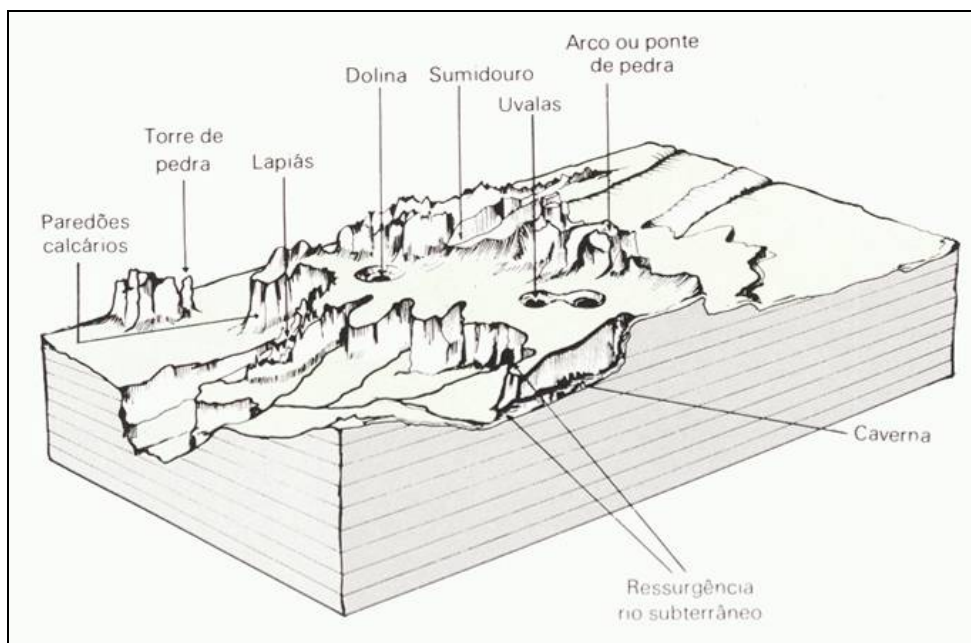 Arco ou ponte
de pedra
Dolina
Sumidouro
Uvalas
Torre de
pedra
Lapiás
Paredões
calcários
Caverna
Ressurgência
rio subterrâneo